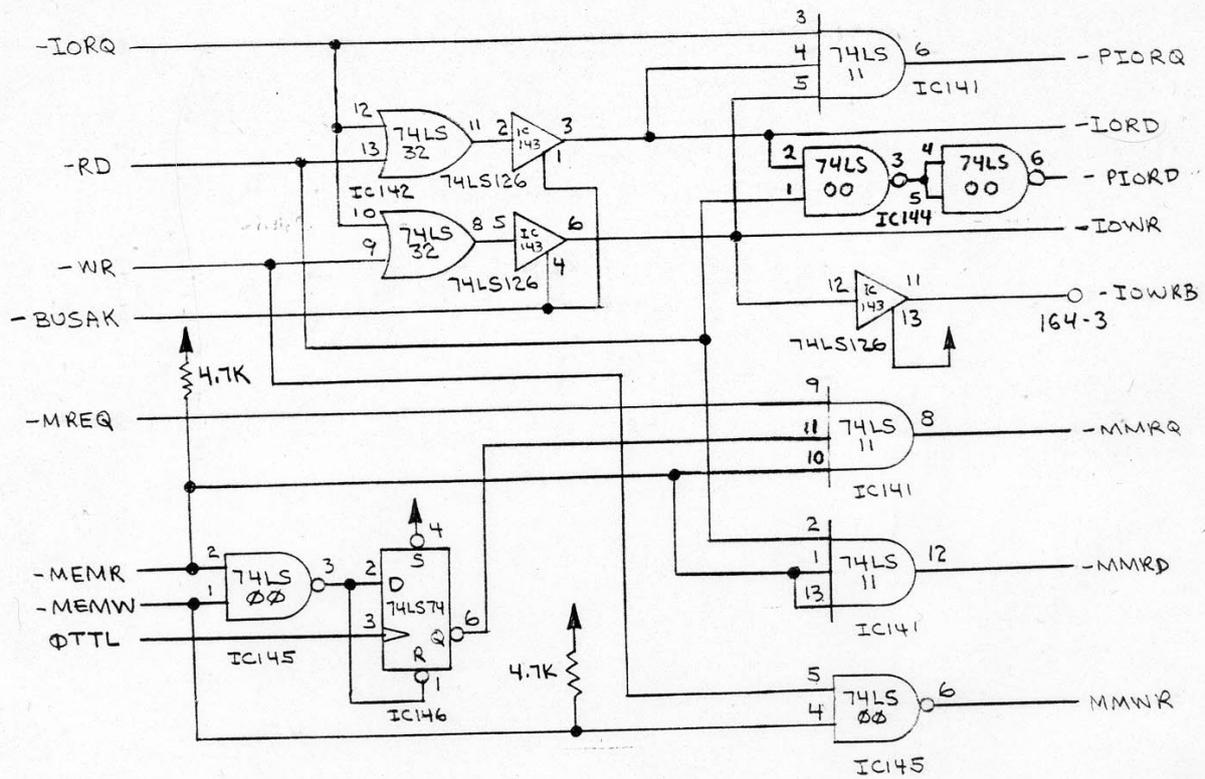 3
-IORQ
4
74LS
11
6
-PIORQ
5
IC141
12
74LS
32
11
2
IC
143
3
-IORD
13
1
-RD
IC142
74LS126
2
74LS
00
3
4
74LS
00
6
-PIORD
1
5
IC144
10
74LS
32
8
5
IC
143
6
-IOWR
9
4
-WR
74LS126
12
IC
143
11
-IOWRB
13
164-3
-BUSAK
74LS126
4.7K
9
-MREQ
11
74LS
11
8
-MMRQ
10
IC141
4
S
2
-MEMR
2
74LS
ØØ
3
2
D
1
74LS
11
12
-MMRD
-MEMW
1
74LS74
13
ΦTTL
3
Q
6
IC141
IC145
R
1
4.7K
IC146
5
74LS
ØØ
6
MMWR
4
IC145